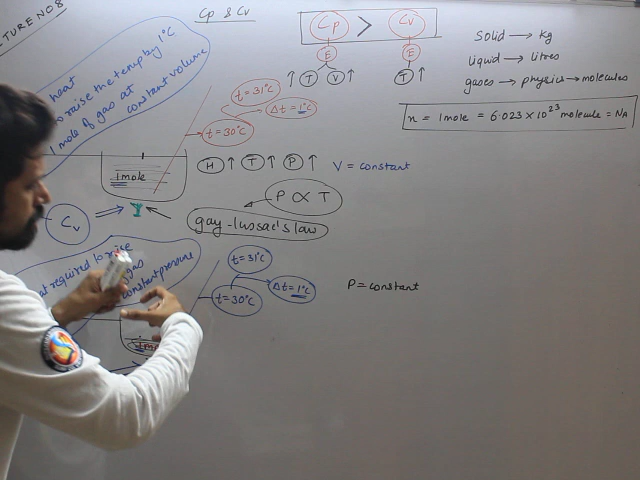 LECTURE NO 8
Cp & Cv
Cp > Cv
E E
↑ T V ↑ T ↑
Solid → kg
liquid → litres
gases → physics → molecules
n = 1mole = 6.023 × 10²³ molecule = NA
heat
to raise the temp by 1°C
1 mole of gas at
constant volume
t = 31°C
Δt = 1°C
t = 30°C
1mole
H ↑ T ↑ P ↑ V = constant
P ∝ T
gay-lussac's law
Cv
required to raise
gas
constant pressure
t = 31°C
Δt = 1°C
t = 30°C
P = constant